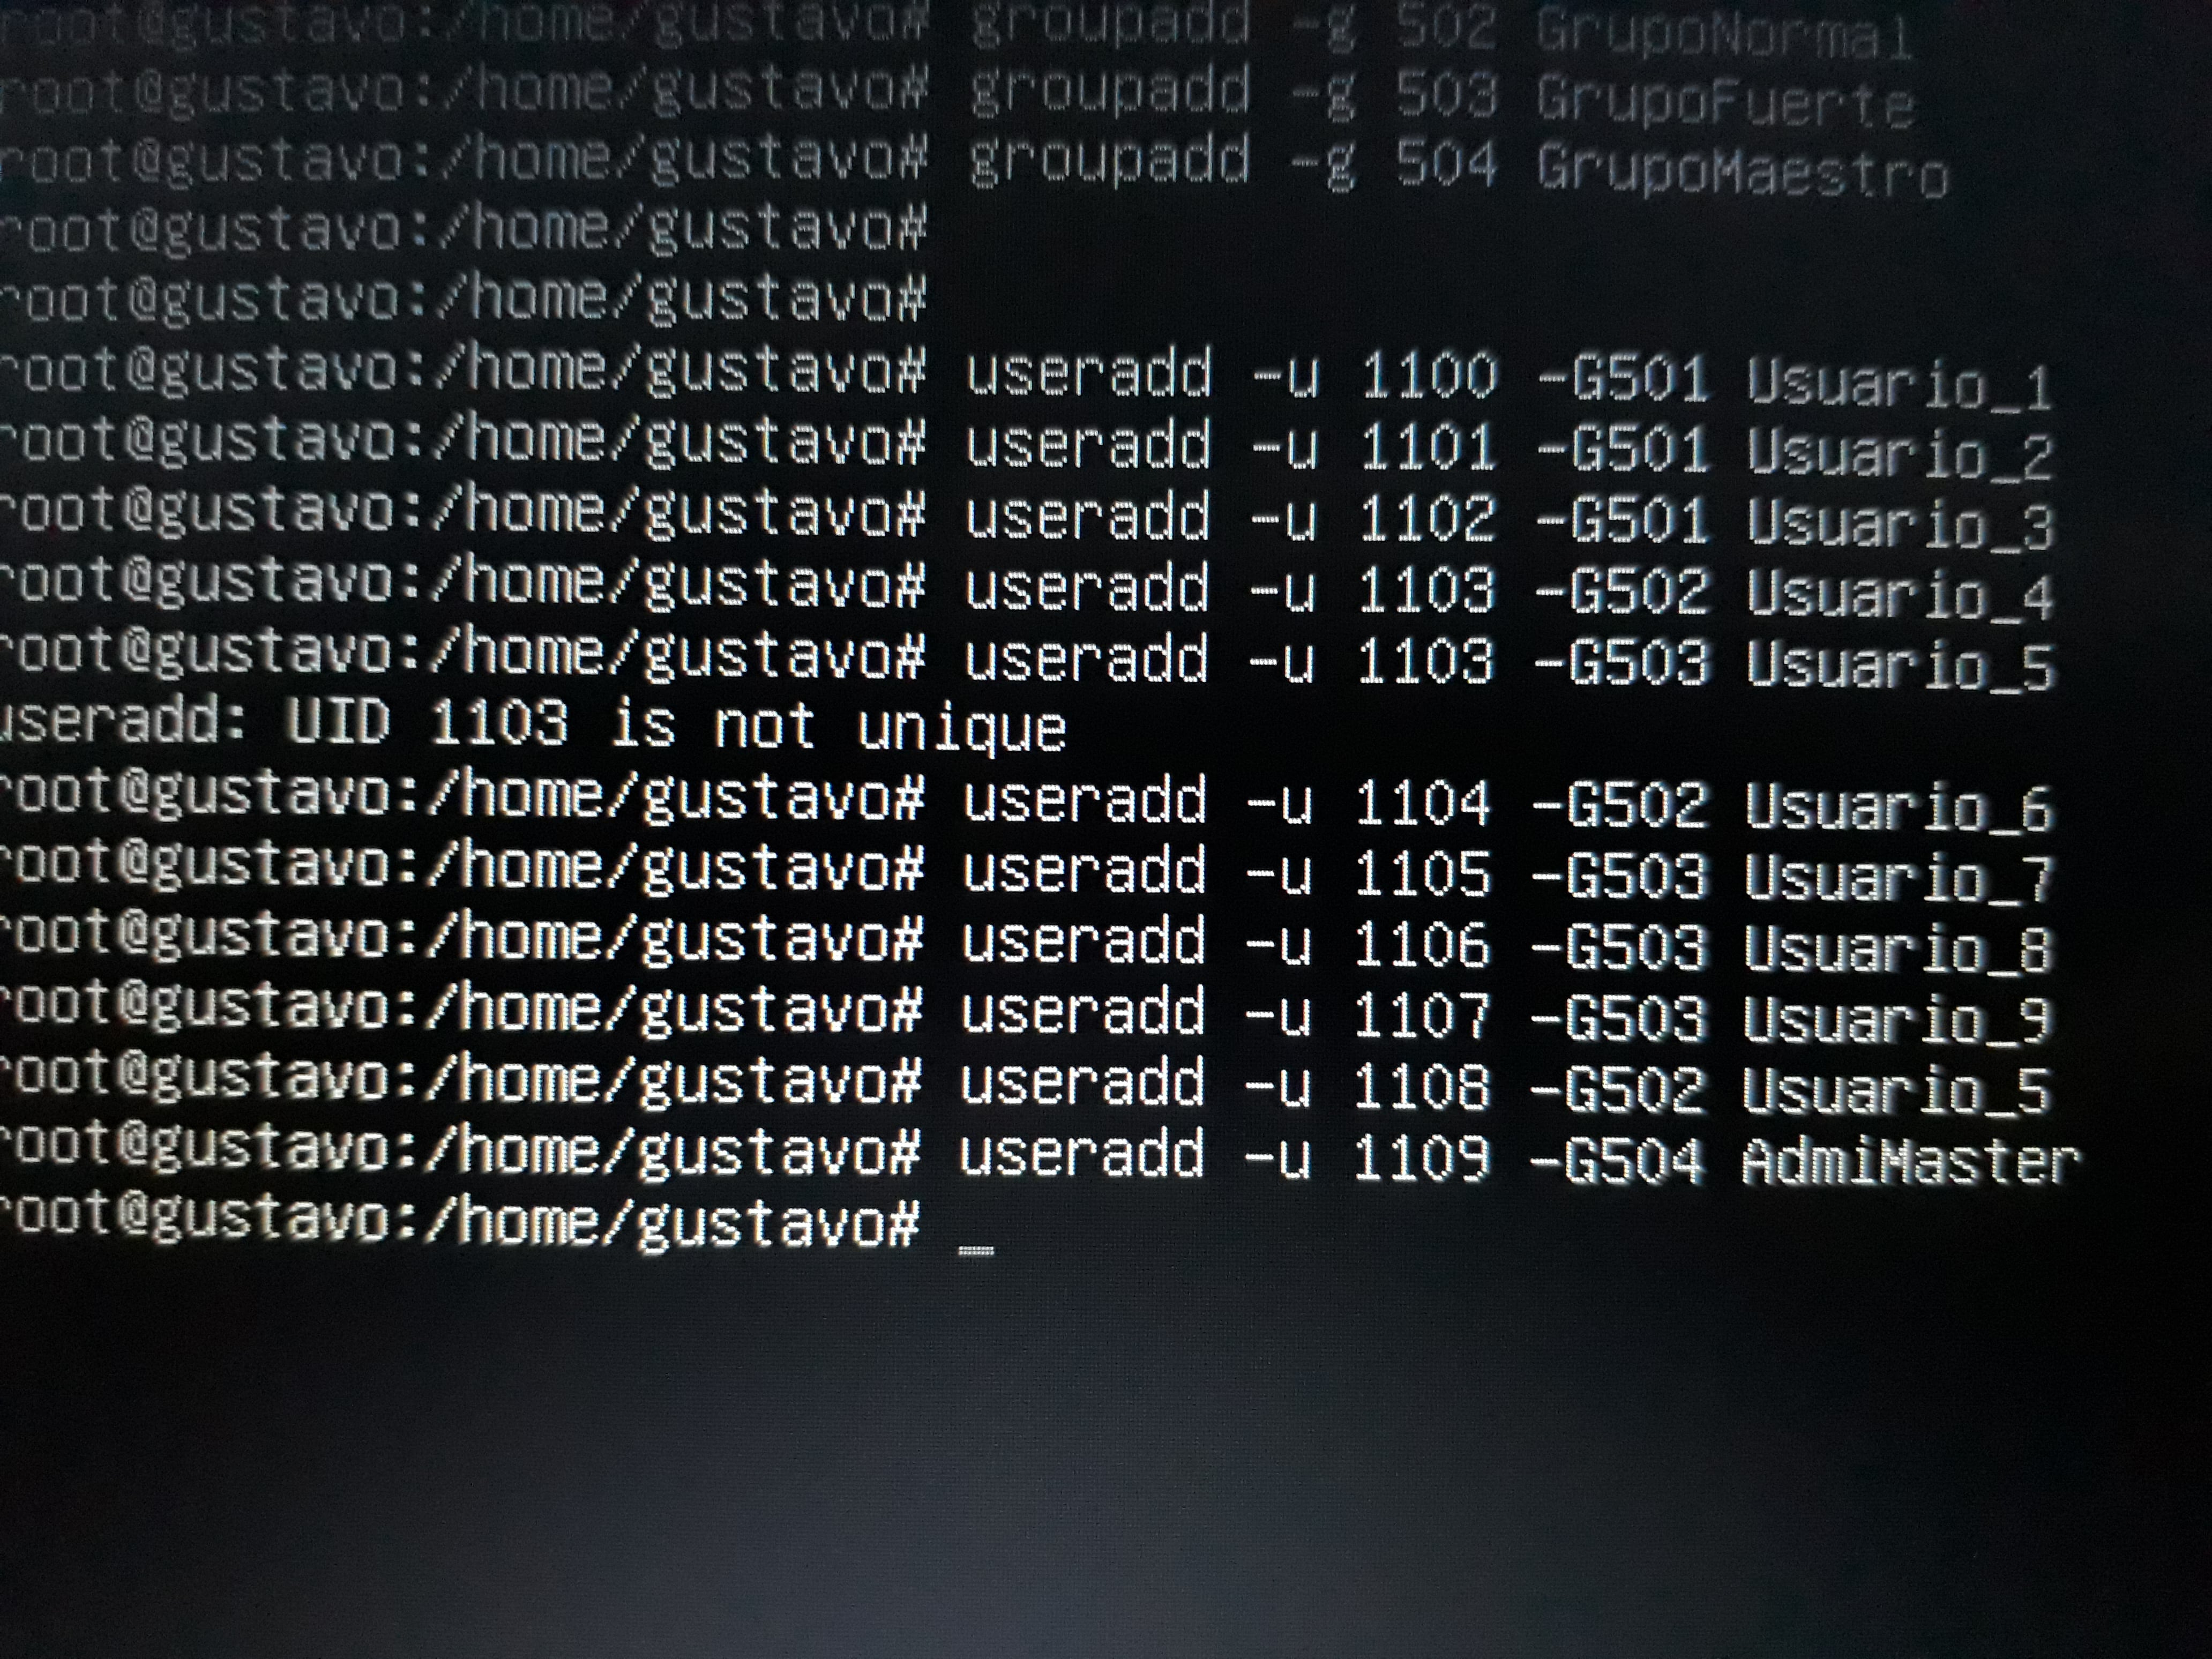 root@gustavo:/home/gustavo# groupadd -g 502 GrupoNormal
root@gustavo:/home/gustavo# groupadd -g 503 GrupoFuerte
root@gustavo:/home/gustavo# groupadd -g 504 GrupoMaestro
root@gustavo:/home/gustavo#
root@gustavo:/home/gustavo#
root@gustavo:/home/gustavo# useradd -u 1100 -G501 Usuario_1
root@gustavo:/home/gustavo# useradd -u 1101 -G501 Usuario_2
root@gustavo:/home/gustavo# useradd -u 1102 -G501 Usuario_3
root@gustavo:/home/gustavo# useradd -u 1103 -G502 Usuario_4
root@gustavo:/home/gustavo# useradd -u 1103 -G503 Usuario_5
useradd: UID 1103 is not unique
root@gustavo:/home/gustavo# useradd -u 1104 -G502 Usuario_6
root@gustavo:/home/gustavo# useradd -u 1105 -G503 Usuario_7
root@gustavo:/home/gustavo# useradd -u 1106 -G503 Usuario_8
root@gustavo:/home/gustavo# useradd -u 1107 -G503 Usuario_9
root@gustavo:/home/gustavo# useradd -u 1108 -G502 Usuario_5
root@gustavo:/home/gustavo# useradd -u 1109 -G504 AdmiMaster
root@gustavo:/home/gustavo# _